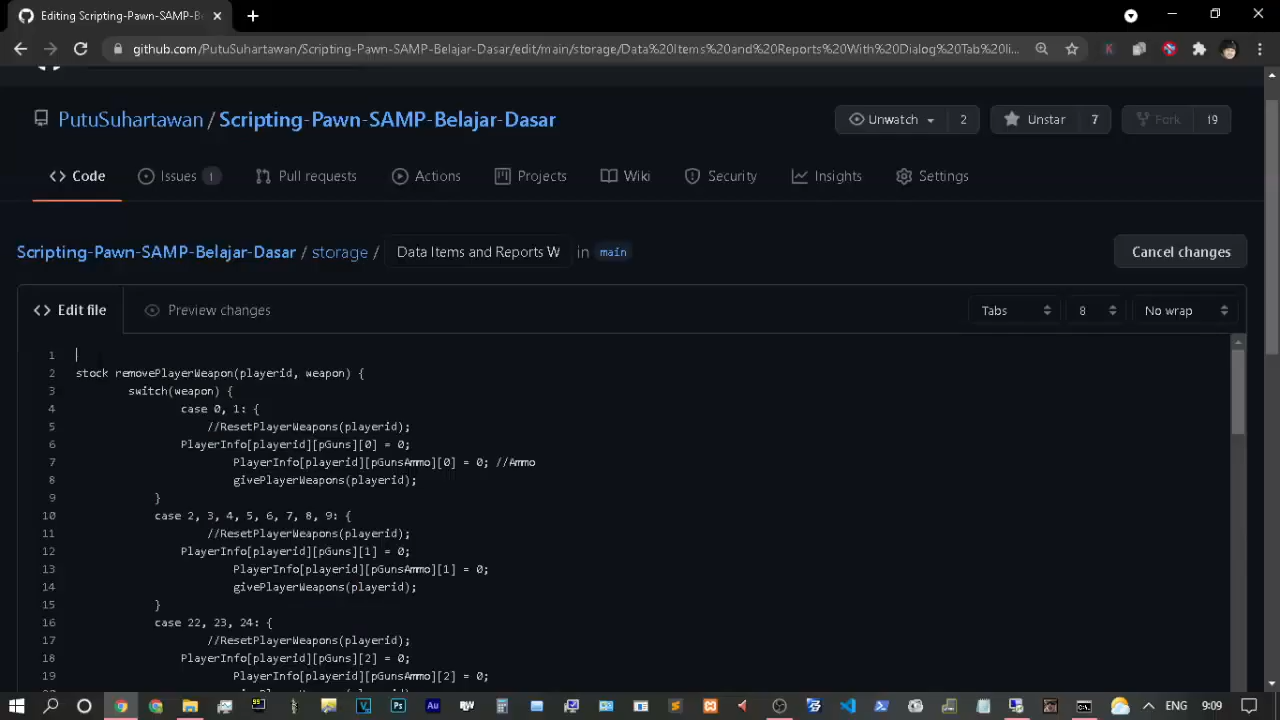 Editing Scripting-Pawn-SAMP-B
github.com/PutuSuhartawan/Scripting-Pawn-SAMP-Belajar-Dasar/edit/main/storage/Data%20Items%20and%20Reports%20With%20Dialog%20Tab%20li...
PutuSuhartawan / Scripting-Pawn-SAMP-Belajar-Dasar
Unwatch 2 Unstar 7 Fork 19
Code Issues 1 Pull requests Actions Projects Wiki Security Insights Settings
Scripting-Pawn-SAMP-Belajar-Dasar / storage / Data Items and Reports W in main
Cancel changes
Edit file Preview changes Tabs 8 No wrap
1
2 stock removePlayerWeapon(playerid, weapon) {
3 switch(weapon) {
4 case 0, 1: {
5 //ResetPlayerWeapons(playerid);
6 PlayerInfo[playerid][pGuns][0] = 0;
7 PlayerInfo[playerid][pGunsAmmo][0] = 0; //Ammo
8 givePlayerWeapons(playerid);
9 }
10 case 2, 3, 4, 5, 6, 7, 8, 9: {
11 //ResetPlayerWeapons(playerid);
12 PlayerInfo[playerid][pGuns][1] = 0;
13 PlayerInfo[playerid][pGunsAmmo][1] = 0;
14 givePlayerWeapons(playerid);
15 }
16 case 22, 23, 24: {
17 //ResetPlayerWeapons(playerid);
18 PlayerInfo[playerid][pGuns][2] = 0;
19 PlayerInfo[playerid][pGunsAmmo][2] = 0;
ENG 9:09